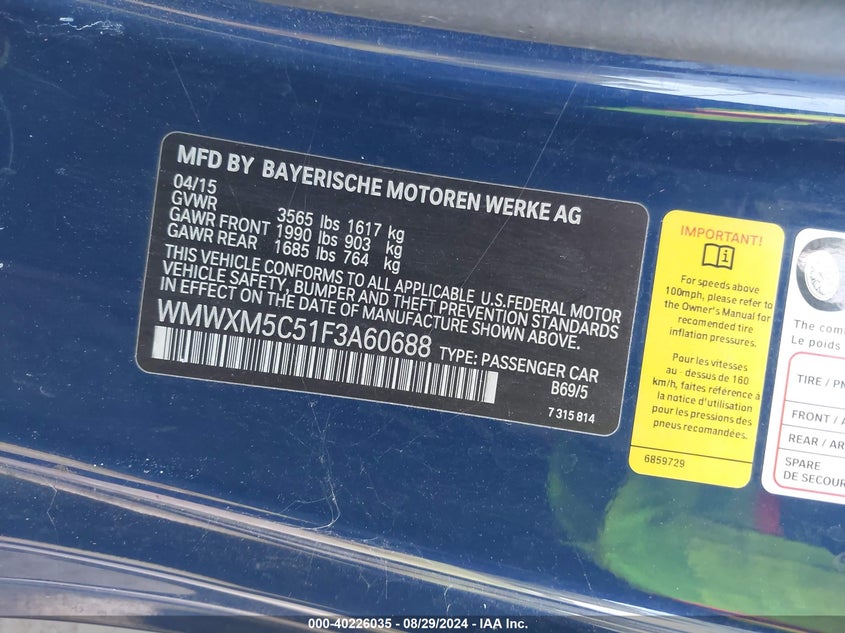 MFD BY BAYERISCHE MOTOREN WERKE AG
04/15
GVWR 3565 lbs 1617 kg
GAWR FRONT 1990 lbs 903 kg
GAWR REAR 1685 lbs 764 kg
THIS VEHICLE CONFORMS TO ALL APPLICABLE U.S.FEDERAL MOTOR
VEHICLE SAFETY, BUMPER AND THEFT PREVENTION STANDARDS
IN EFFECT ON THE DATE OF MANUFACTURE SHOWN ABOVE.
WMWXM5C51F3A60688 TYPE: PASSENGER CAR
B69/5
7 315 814
IMPORTANT!
For speeds above
100mph, please refer to
the Owner's Manual for
tire
inflation pressures.
Pour les vitesses
au - dessus de 160
km/h, faites référence à
la notice d'utilisation
pour les pressions des
pneus recomandées.
6859729
The com
Le poids
TIRE / PN
FRONT / A
REAR / AR
SPARE
DE SECOUR
000-40226035 - 08/29/2024 - IAA Inc.